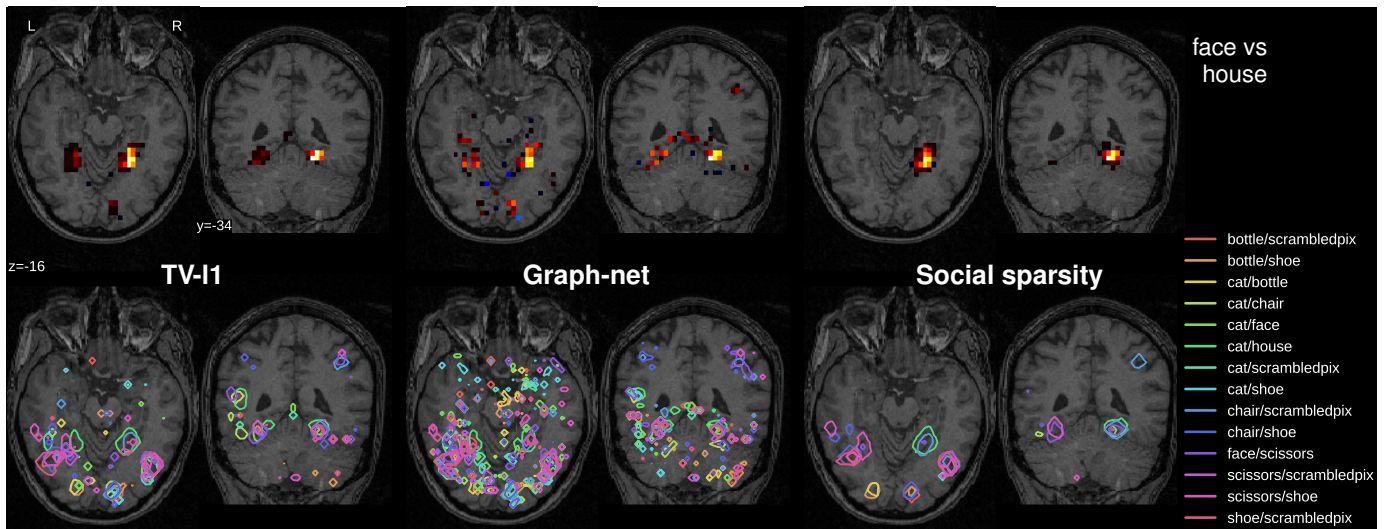 L
R
face vs
house
y=-34
z=-16
TV-l1
Graph-net
Social sparsity
bottle/scrambledpix
bottle/shoe
cat/bottle
cat/chair
cat/face
cat/house
cat/scrambledpix
cat/shoe
chair/scrambledpix
chair/shoe
face/scissors
scissors/scrambledpix
scissors/shoe
shoe/scrambledpix